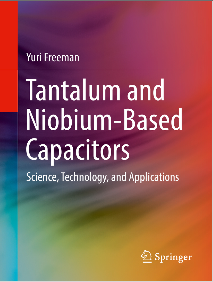 Yuri Freeman
Tantalum and
Niobium-Based
Capacitors
Science, Technology, and Applications
Springer